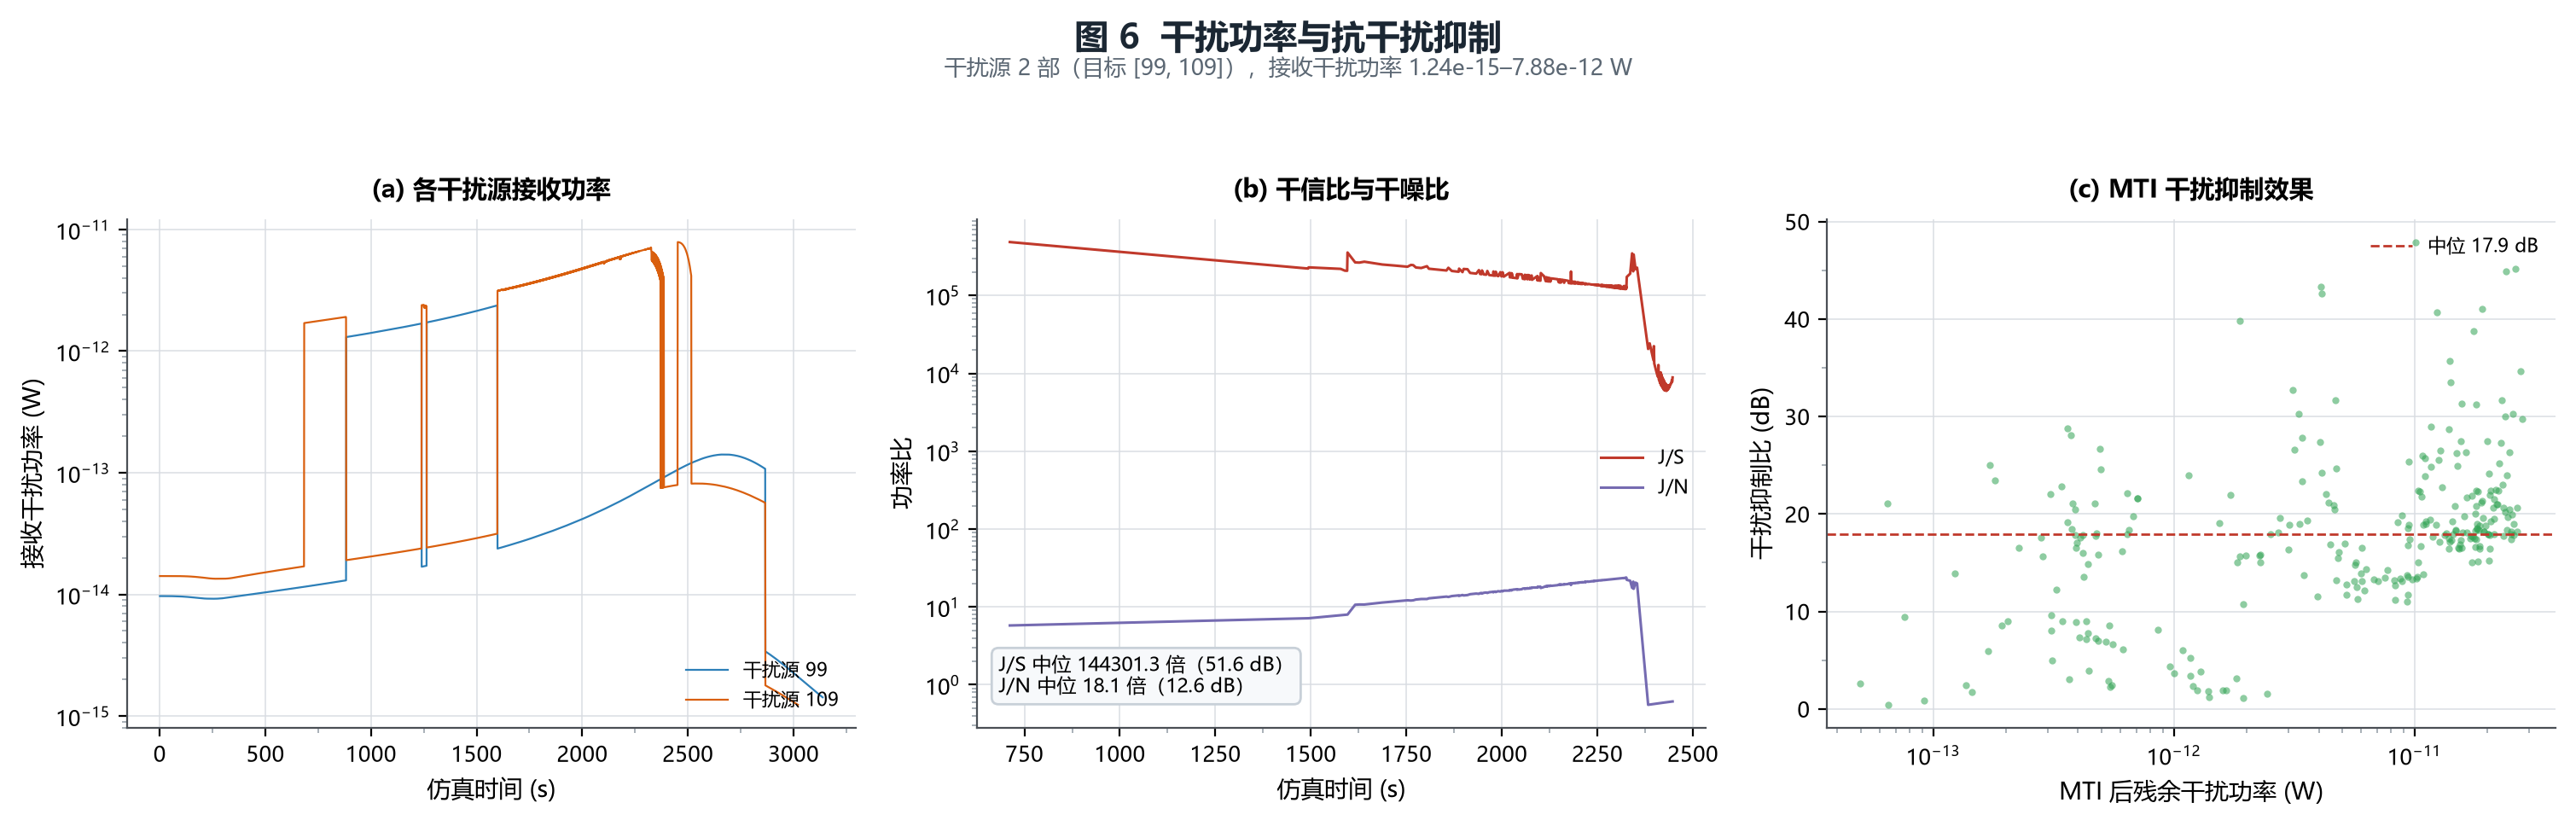 图 6 干扰功率与抗干扰抑制
干扰源 2 部（目标 [99, 109]），接收干扰功率 1.24e-15–7.88e-12 W
(a) 各干扰源接收功率
接收干扰功率 (W)
10⁻¹¹
10⁻¹²
10⁻¹³
10⁻¹⁴
10⁻¹⁵
干扰源 99
干扰源 109
0 500 1000 1500 2000 2500 3000
仿真时间 (s)
(b) 干信比与干噪比
功率比
10⁵
10⁴
10³
10²
10¹
10⁰
J/S
J/N
J/S 中位 144301.3 倍（51.6 dB）
J/N 中位 18.1 倍（12.6 dB）
750 1000 1250 1500 1750 2000 2250 2500
仿真时间 (s)
(c) MTI 干扰抑制效果
干扰抑制比 (dB)
50
40
30
20
10
0
中位 17.9 dB
10⁻¹³ 10⁻¹² 10⁻¹¹
MTI 后残余干扰功率 (W)